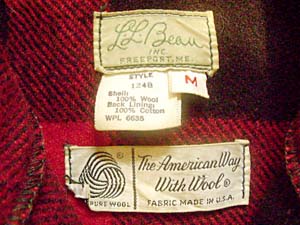 L.L. Bean
INC.
FREEPORT, ME.
STYLE
124B
M
Shell:
100% Wool
Back Lining:
100% Cotton
WPL 6635
PURE WOOL
The American Way
With Wool ®
FABRIC MADE IN U.S.A.